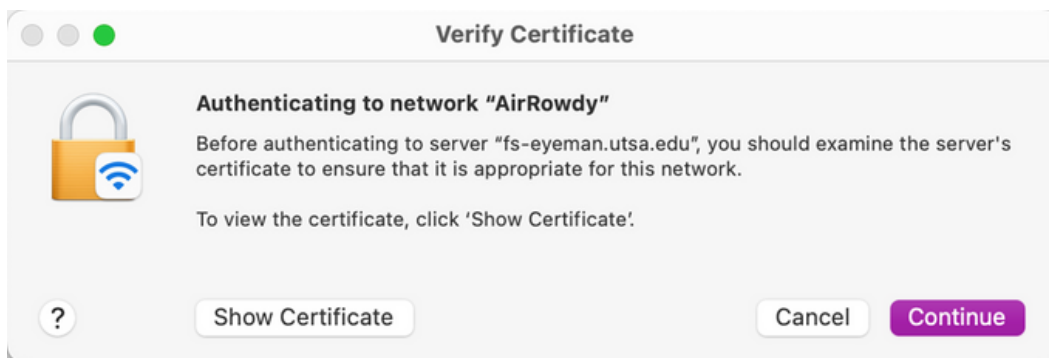 Verify Certificate
Authenticating to network “AirRowdy”
Before authenticating to server “fs-eyeman.utsa.edu”, you should examine the server's
certificate to ensure that it is appropriate for this network.
To view the certificate, click ‘Show Certificate’.
?
Show Certificate
Cancel
Continue